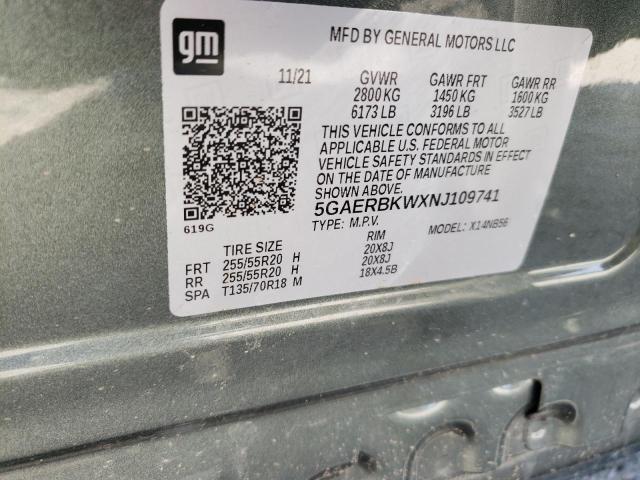 gm
MFD BY GENERAL MOTORS LLC
11/21 GVWR GAWR FRT GAWR RR
2800 KG 1450 KG 1600 KG
6173 LB 3196 LB 3527 LB
THIS VEHICLE CONFORMS TO ALL
APPLICABLE U.S. FEDERAL MOTOR
VEHICLE SAFETY STANDARDS IN EFFECT
ON THE DATE OF MANUFACTURE
SHOWN ABOVE.
5GAERBKWXNJ109741
619G
TYPE: M.P.V. MODEL: X14NB56
TIRE SIZE RIM
FRT 255/55R20 H 20X8J
RR 255/55R20 H 20X8J
SPA T135/70R18 M 18X4.5B